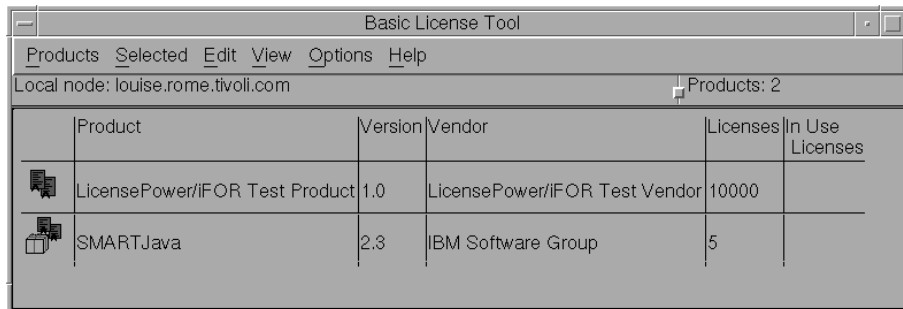 Basic License Tool
Products Selected Edit View Options Help
Local node: louise.rome.tivoli.com Products: 2
Product Version Vendor Licenses In Use Licenses
LicensePower/iFOR Test Product 1.0 LicensePower/iFOR Test Vendor 10000
SMARTJava 2.3 IBM Software Group 5